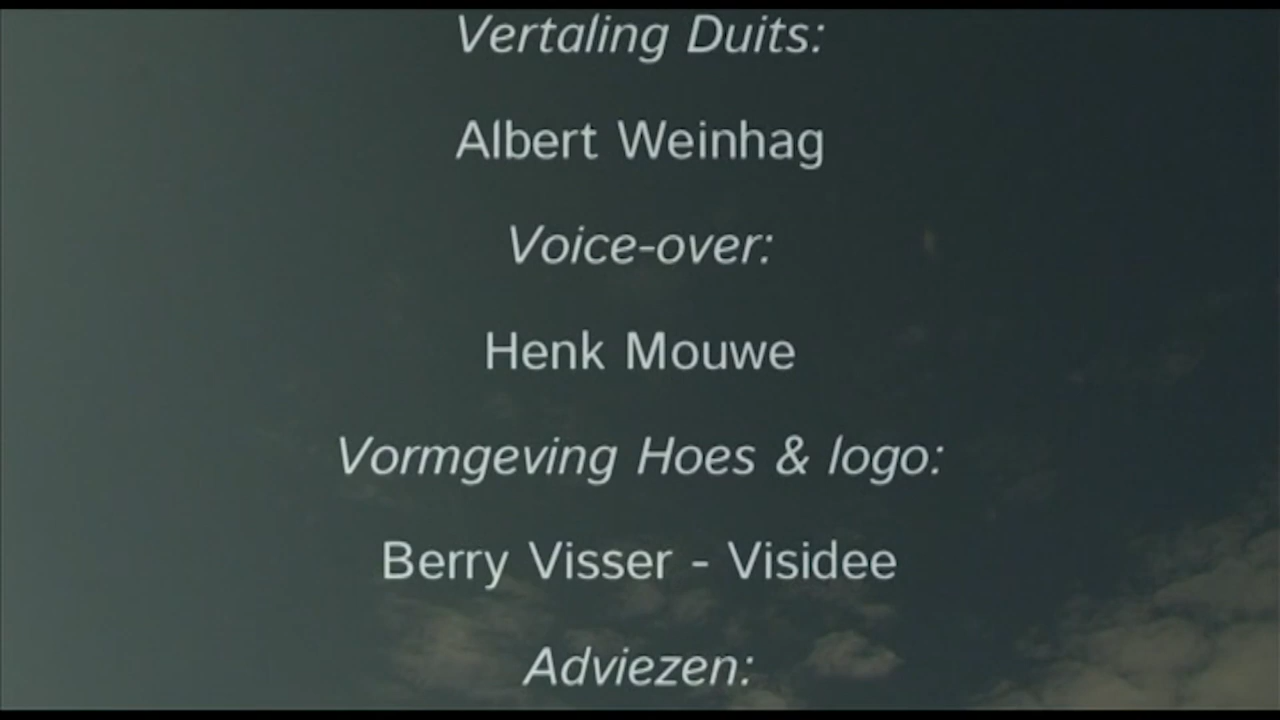 Vertaling Duits:
Albert Weinhag
Voice-over:
Henk Mouwe
Vormgeving Hoes & logo:
Berry Visser - Visidee
Adviezen: